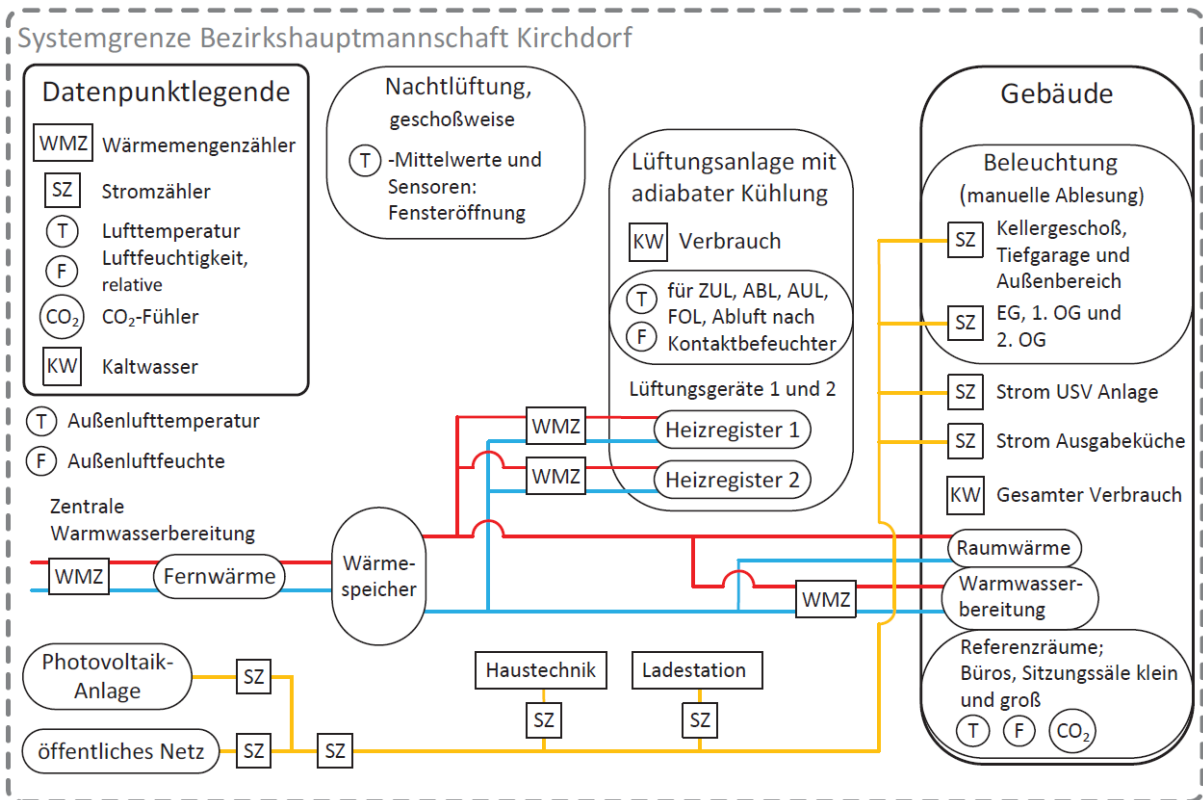 Systemgrenze Bezirkshauptmannschaft Kirchdorf
Datenpunktlegende
WMZ Wärmemengenzähler
SZ Stromzähler
T Lufttemperatur
F Luftfeuchtigkeit,
relative
CO₂ CO₂-Fühler
KW Kaltwasser
T Außenlufttemperatur
F Außenluftfeuchte
Nachtlüftung,
geschoßweise
T -Mittelwerte und
Sensoren:
Fensteröffnung
Lüftungsanlage mit
adiabater Kühlung
KW Verbrauch
T für ZUL, ABL, AUL,
FOL, Abluft nach
F Kontaktbefeuchter
Lüftungsgeräte 1 und 2
WMZ Heizregister 1
WMZ Heizregister 2
Zentrale
Warmwasserbereitung
WMZ Fernwärme
Wärme-
speicher
WMZ
Photovoltaik-
Anlage
SZ
öffentliches Netz
SZ
SZ
Haustechnik
SZ
Ladestation
SZ
Gebäude
Beleuchtung
(manuelle Ablesung)
SZ Kellergeschoß,
Tiefgarage und
Außenbereich
SZ EG, 1. OG und
2. OG
SZ Strom USV Anlage
SZ Strom Ausgabeküche
KW Gesamter Verbrauch
Raumwärme
Warmwasser-
bereitung
Referenzräume;
Büros, Sitzungssäle klein
und groß
T F CO₂